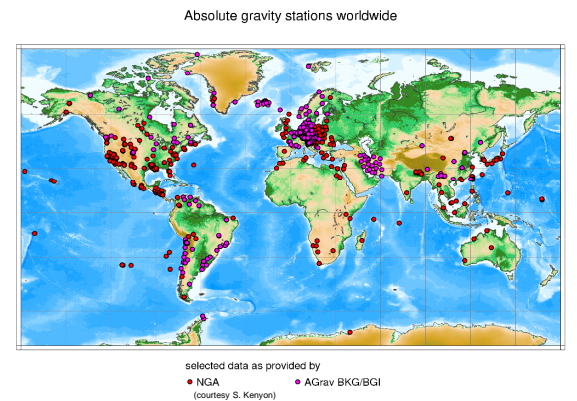 Absolute gravity stations worldwide
selected data as provided by
NGA
AGrav BKG/BGI
(courtesy S. Kenyon)